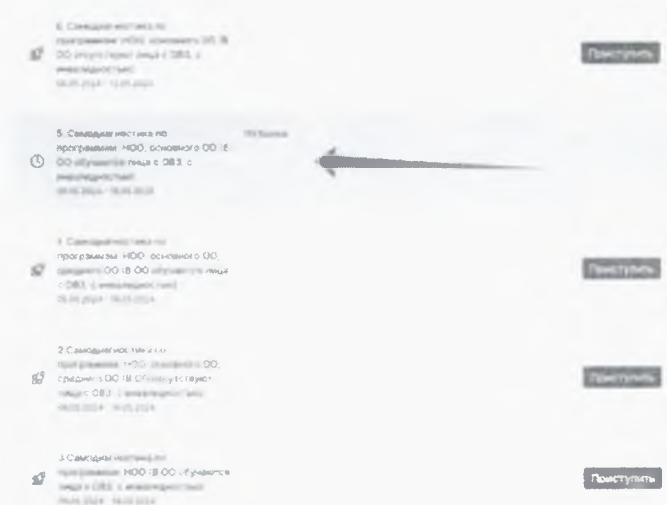 6. Самодиагностика по
программам: НОО, основного ОО (В
ОО отсутствуют лица с ОВЗ, с
инвалидностью)
Приступить
5. Самодиагностика по
программам: НОО, основного ОО (В
ОО обучаются лица с ОВЗ, с
инвалидностью)
Самодиагностика по
программам: НОО, основного ОО,
среднего ОО (В ОО обучаются лица
с ОВЗ, с инвалидностью)
Приступить
2.Самодиагностика по
программам: НОО, основного ОО,
среднего ОО (В ОО отсутствуют
лица с ОВЗ, с инвалидностью)
Приступить
3.Самодиагностика по
программам: НОО (В ОО обучаются
лица с ОВЗ, с инвалидностью)
Приступить